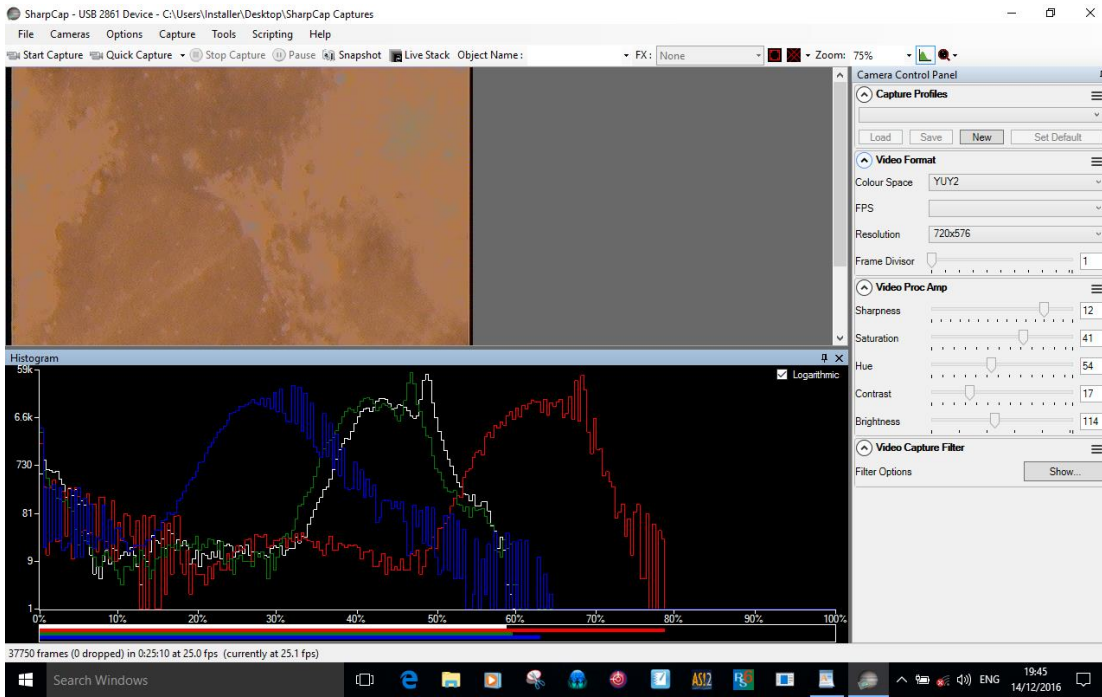 SharpCap - USB 2861 Device - C:\Users\Installer\Desktop\SharpCap Captures
File Cameras Options Capture Tools Scripting Help
Start Capture Quick Capture Stop Capture Pause Snapshot Live Stack Object Name : FX : None Zoom: 75%
Camera Control Panel
Capture Profiles
Load Save New Set Default
Video Format
Colour Space YUY2
FPS
Resolution 720x576
Frame Divisor 1
Video Proc Amp
Sharpness 12
Saturation 41
Hue 54
Contrast 17
Brightness 114
Video Capture Filter
Filter Options Show...
Histogram
Logarithmic
59k
6.6k
730
81
9
1
0% 10% 20% 30% 40% 50% 60% 70% 80% 90% 100%
37750 frames (0 dropped) in 0:25:10 at 25.0 fps (currently at 25.1 fps)
Search Windows
AS!2
ENG
19:45
14/12/2016